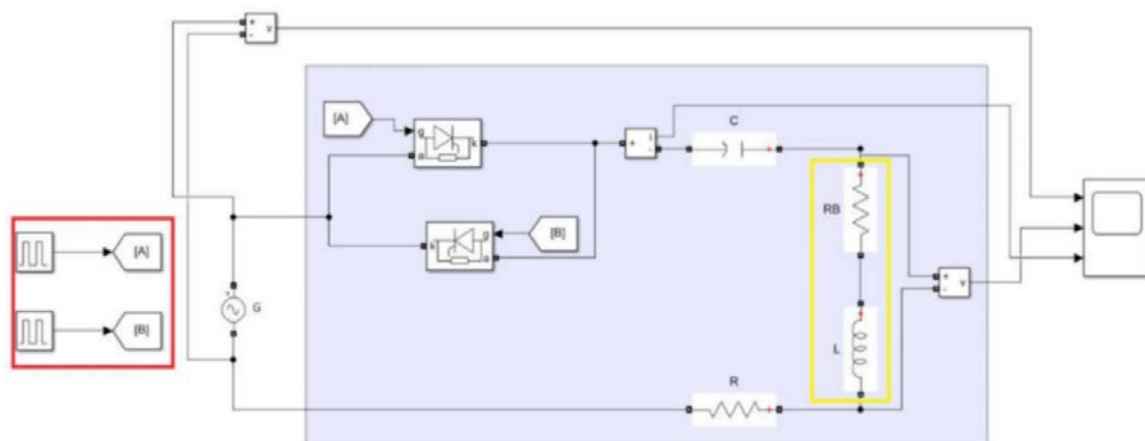 +
-
v
[A]
g
a
k
+
i
-
C
+
+
RB
[B]
k
g
a
[A]
+
G
+
-
v
+
L
[B]
R
+